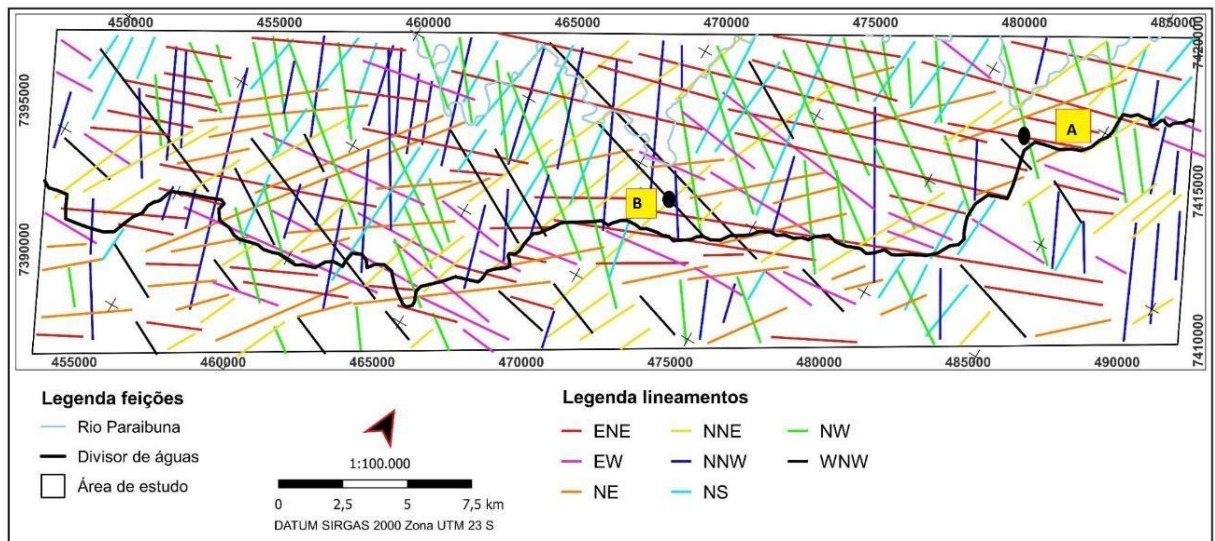 450000 455000 460000 465000 470000 475000 480000 4850000
7420000
7395000
A
7415000
B
7390000
7410000
455000 460000 465000 470000 475000 480000 485000 490000
Legenda feições
Rio Paraibuna
Divisor de águas
Área de estudo
1:100.000
0 2,5 5 7,5 km
DATUM SIRGAS 2000 Zona UTM 23 S
Legenda lineamentos
ENE NNE NW
EW NNW WNW
NE NS